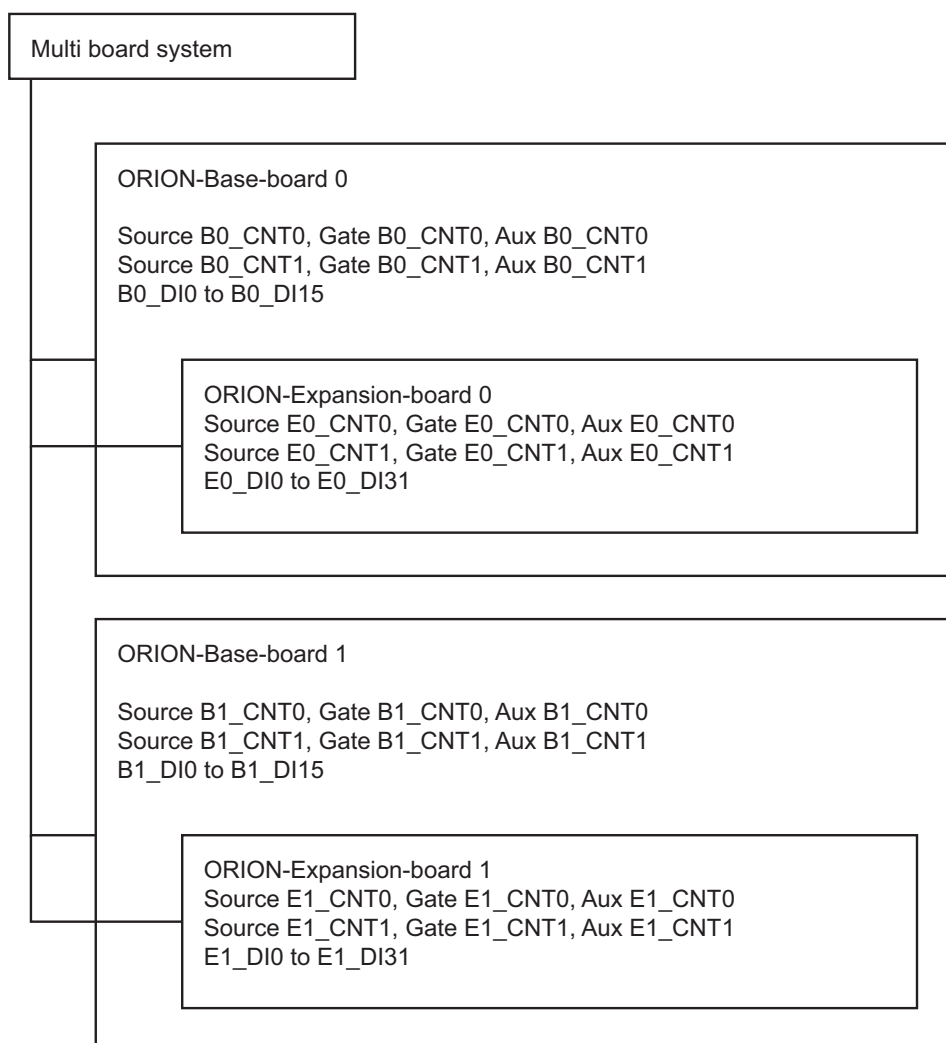 Multi board system
ORION-Base-board 0
Source B0_CNT0, Gate B0_CNT0, Aux B0_CNT0
Source B0_CNT1, Gate B0_CNT1, Aux B0_CNT1
B0_DI0 to B0_DI15
ORION-Expansion-board 0
Source E0_CNT0, Gate E0_CNT0, Aux E0_CNT0
Source E0_CNT1, Gate E0_CNT1, Aux E0_CNT1
E0_DI0 to E0_DI31
ORION-Base-board 1
Source B1_CNT0, Gate B1_CNT0, Aux B1_CNT0
Source B1_CNT1, Gate B1_CNT1, Aux B1_CNT1
B1_DI0 to B1_DI15
ORION-Expansion-board 1
Source E1_CNT0, Gate E1_CNT0, Aux E1_CNT0
Source E1_CNT1, Gate E1_CNT1, Aux E1_CNT1
E1_DI0 to E1_DI31